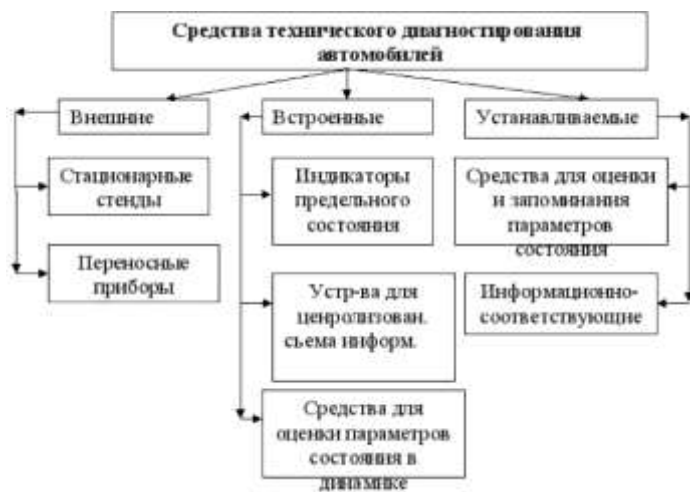 Средства технического диагностирования
автомобилей
Внешние
Встроенные
Устанавливаемые
Стационарные
стенды
Индикаторы
предельного
состояния
Средства для оценки
и запоминания
параметров
состояния
Переносные
приборы
Устр-ва для
ценролизован.
сьема информ.
Информационно-
соответствующие
Средства для
оценки параметров
состояния в
динамике